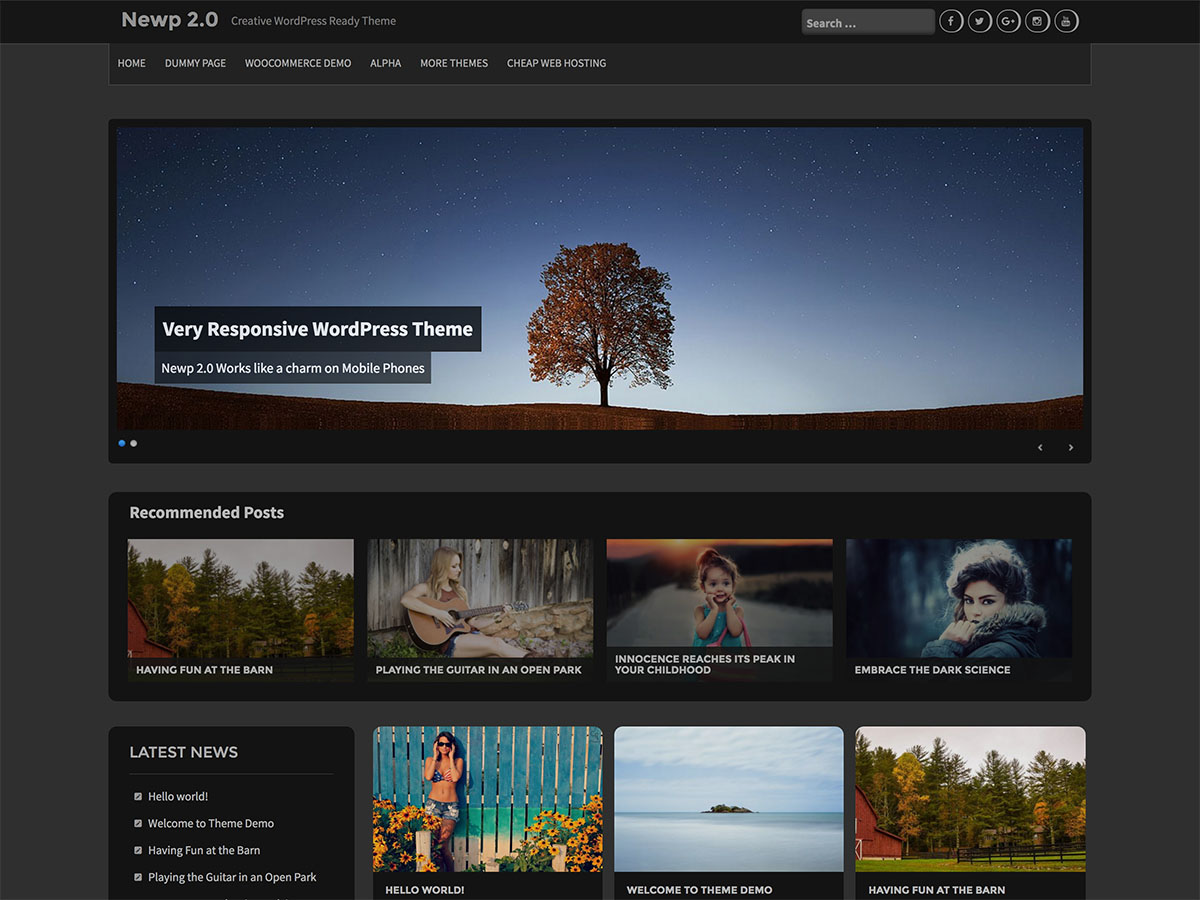 Newp 2.0 Creative WordPress Ready Theme
Search ...
HOME DUMMY PAGE WOOCOMMERCE DEMO ALPHA MORE THEMES CHEAP WEB HOSTING
Very Responsive WordPress Theme
Newp 2.0 Works like a charm on Mobile Phones
Recommended Posts
HAVING FUN AT THE BARN
PLAYING THE GUITAR IN AN OPEN PARK
INNOCENCE REACHES ITS PEAK IN
YOUR CHILDHOOD
EMBRACE THE DARK SCIENCE
LATEST NEWS
Hello world!
Welcome to Theme Demo
Having Fun at the Barn
Playing the Guitar in an Open Park
HELLO WORLD!
WELCOME TO THEME DEMO
HAVING FUN AT THE BARN